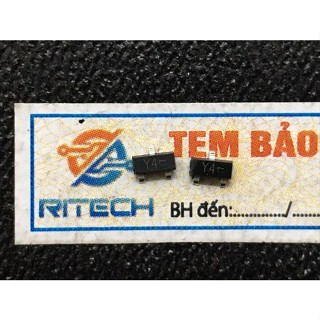 TEM BẢO
Y4
Y4
RITECH
BH đến:............/.......